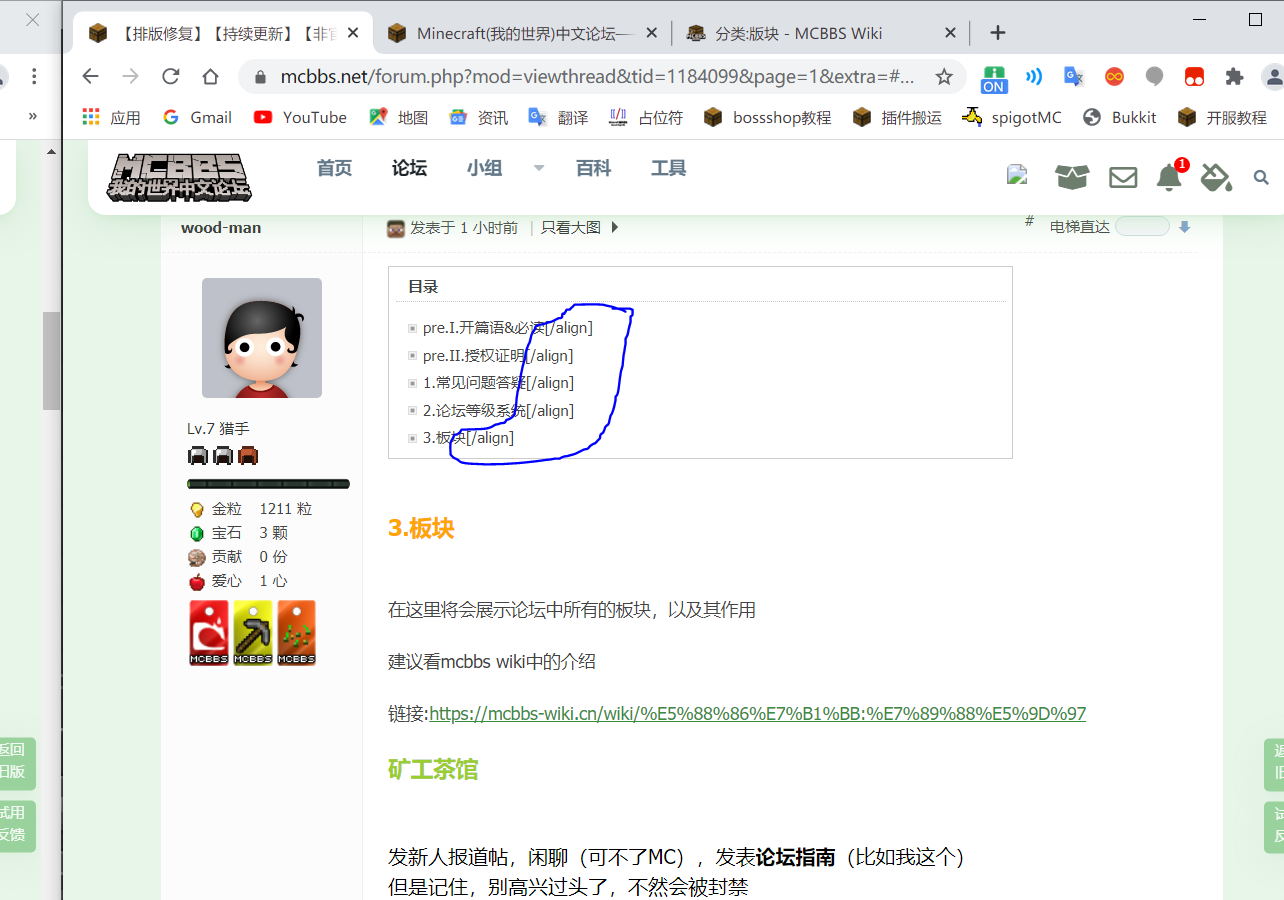 【排版修复】【持续更新】【非官
Minecraft(我的世界)中文论坛—
分类:版块 - MCBBS Wiki
mcbbs.net/forum.php?mod=viewthread&tid=1184099&page=1&extra=#...
ON
»
应用
Gmail
YouTube
地图
资讯
翻译
占位符
bossshop教程
插件搬运
spigotMC
Bukkit
开服教程
MCBBS
我的世界中文论坛
首页
论坛
小组
百科
工具
1
wood-man
发表于 1 小时前
|
只看大图
#
电梯直达
目录
pre.I.开篇语&必读[/align]
pre.II.授权证明[/align]
1.常见问题答疑[/align]
2.论坛等级系统[/align]
3.板块[/align]
Lv.7 猎手
金粒 1211 粒
宝石 3 颗
贡献 0 份
爱心 1 心
MCBBS
MCBBS
MCBBS
3.板块
在这里将会展示论坛中所有的板块，以及其作用
建议看mcbbs wiki中的介绍
链接:https://mcbbs-wiki.cn/wiki/%E5%88%86%E7%B1%BB:%E7%89%88%E5%9D%97
矿工茶馆
发新人报道帖，闲聊（可不了MC），发表论坛指南（比如我这个）
但是记住，别高兴过头了，不然会被封禁
返回
旧版
试用
反馈